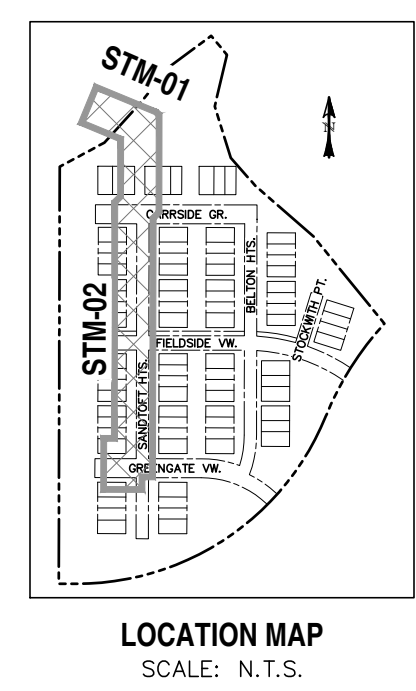 STM-01
N
CARRSIDE GR.
BELTON HTS.
STOCKWITH PT.
STM-02
FIELDSIDE VW.
SANDTOFT HTS.
GREENGATE VW.
LOCATION MAP
SCALE: N.T.S.